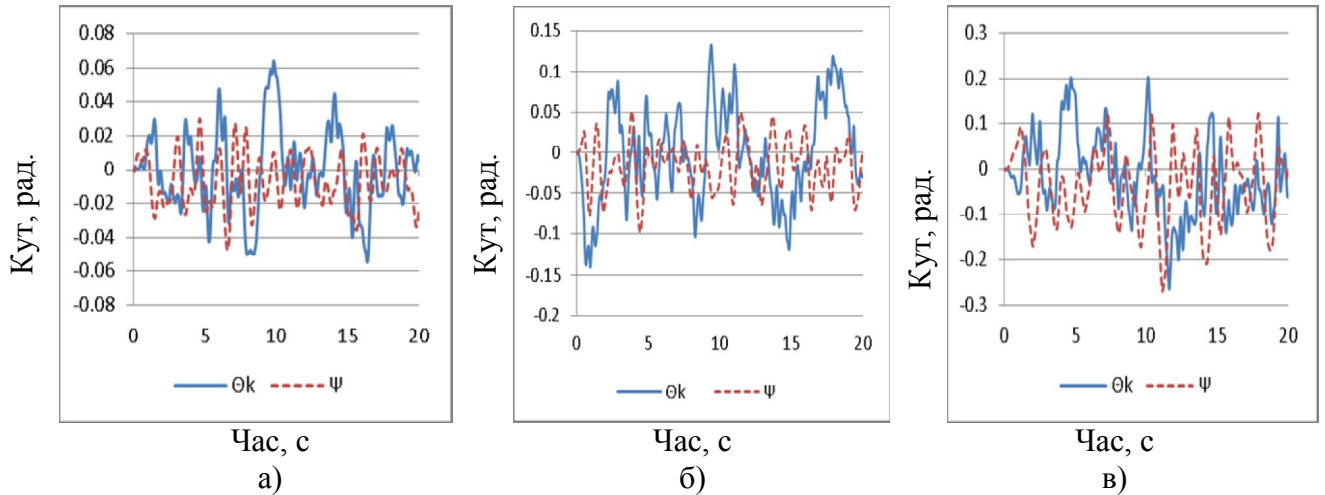 Кут, рад.
0.08
0.06
0.04
0.02
0
-0.02
-0.04
-0.06
-0.08
0 5 10 15 20
Θk Ψ
Час, с
а)
Кут, рад.
0.15
0.1
0.05
0
-0.05
-0.1
-0.15
-0.2
0 5 10 15 20
Θk Ψ
Час, с
б)
Кут, рад.
0.3
0.2
0.1
0
-0.1
-0.2
-0.3
0 5 10 15 20
Θk Ψ
Час, с
в)